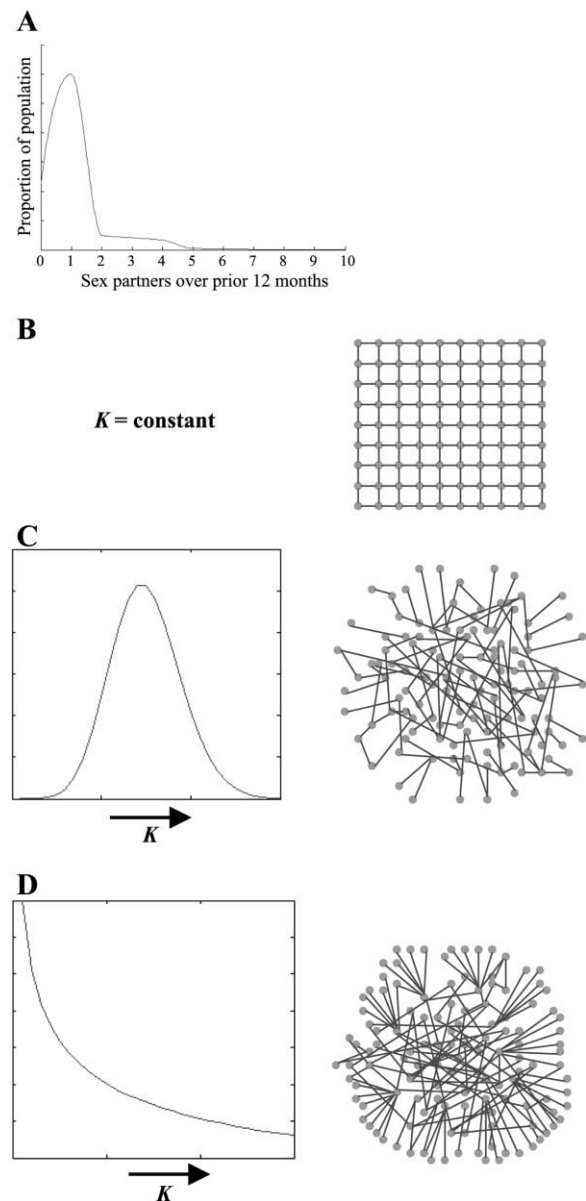 A
Proportion of population
0 1 2 3 4 5 6 7 8 9 10
Sex partners over prior 12 months
B
K = constant
C
K
D
K